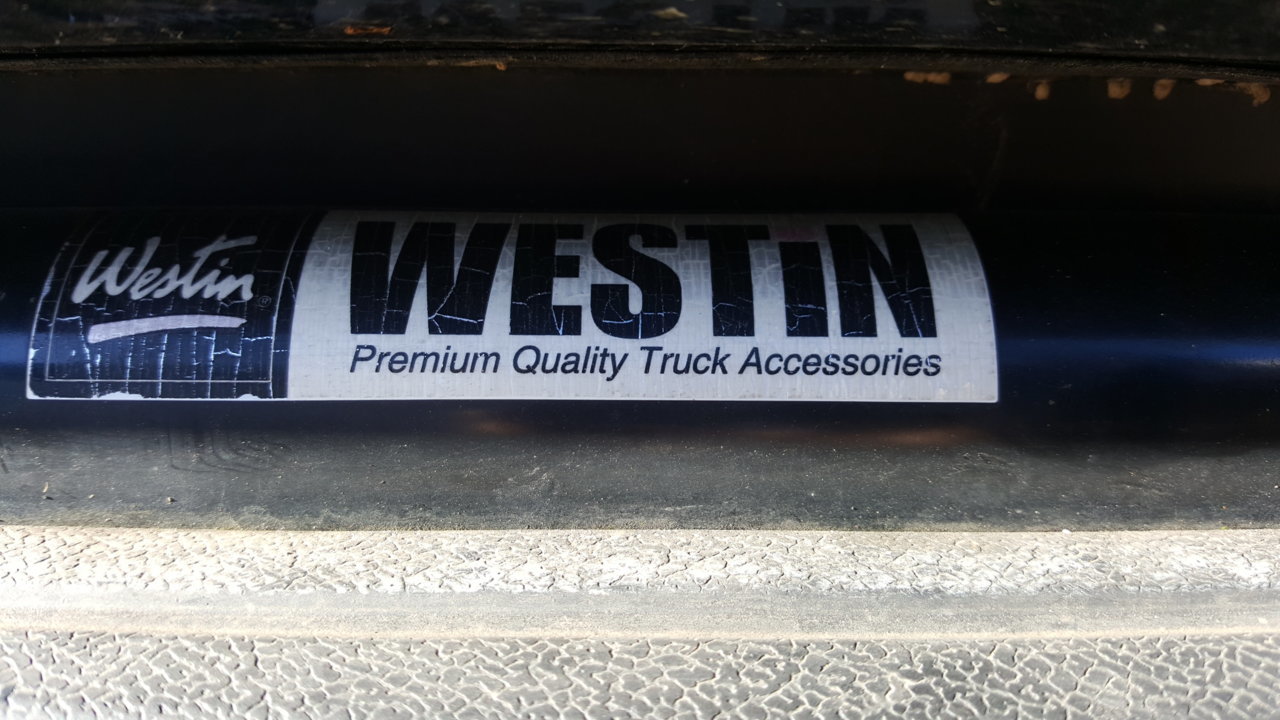 Westin®
WESTiN
Premium Quality Truck Accessories